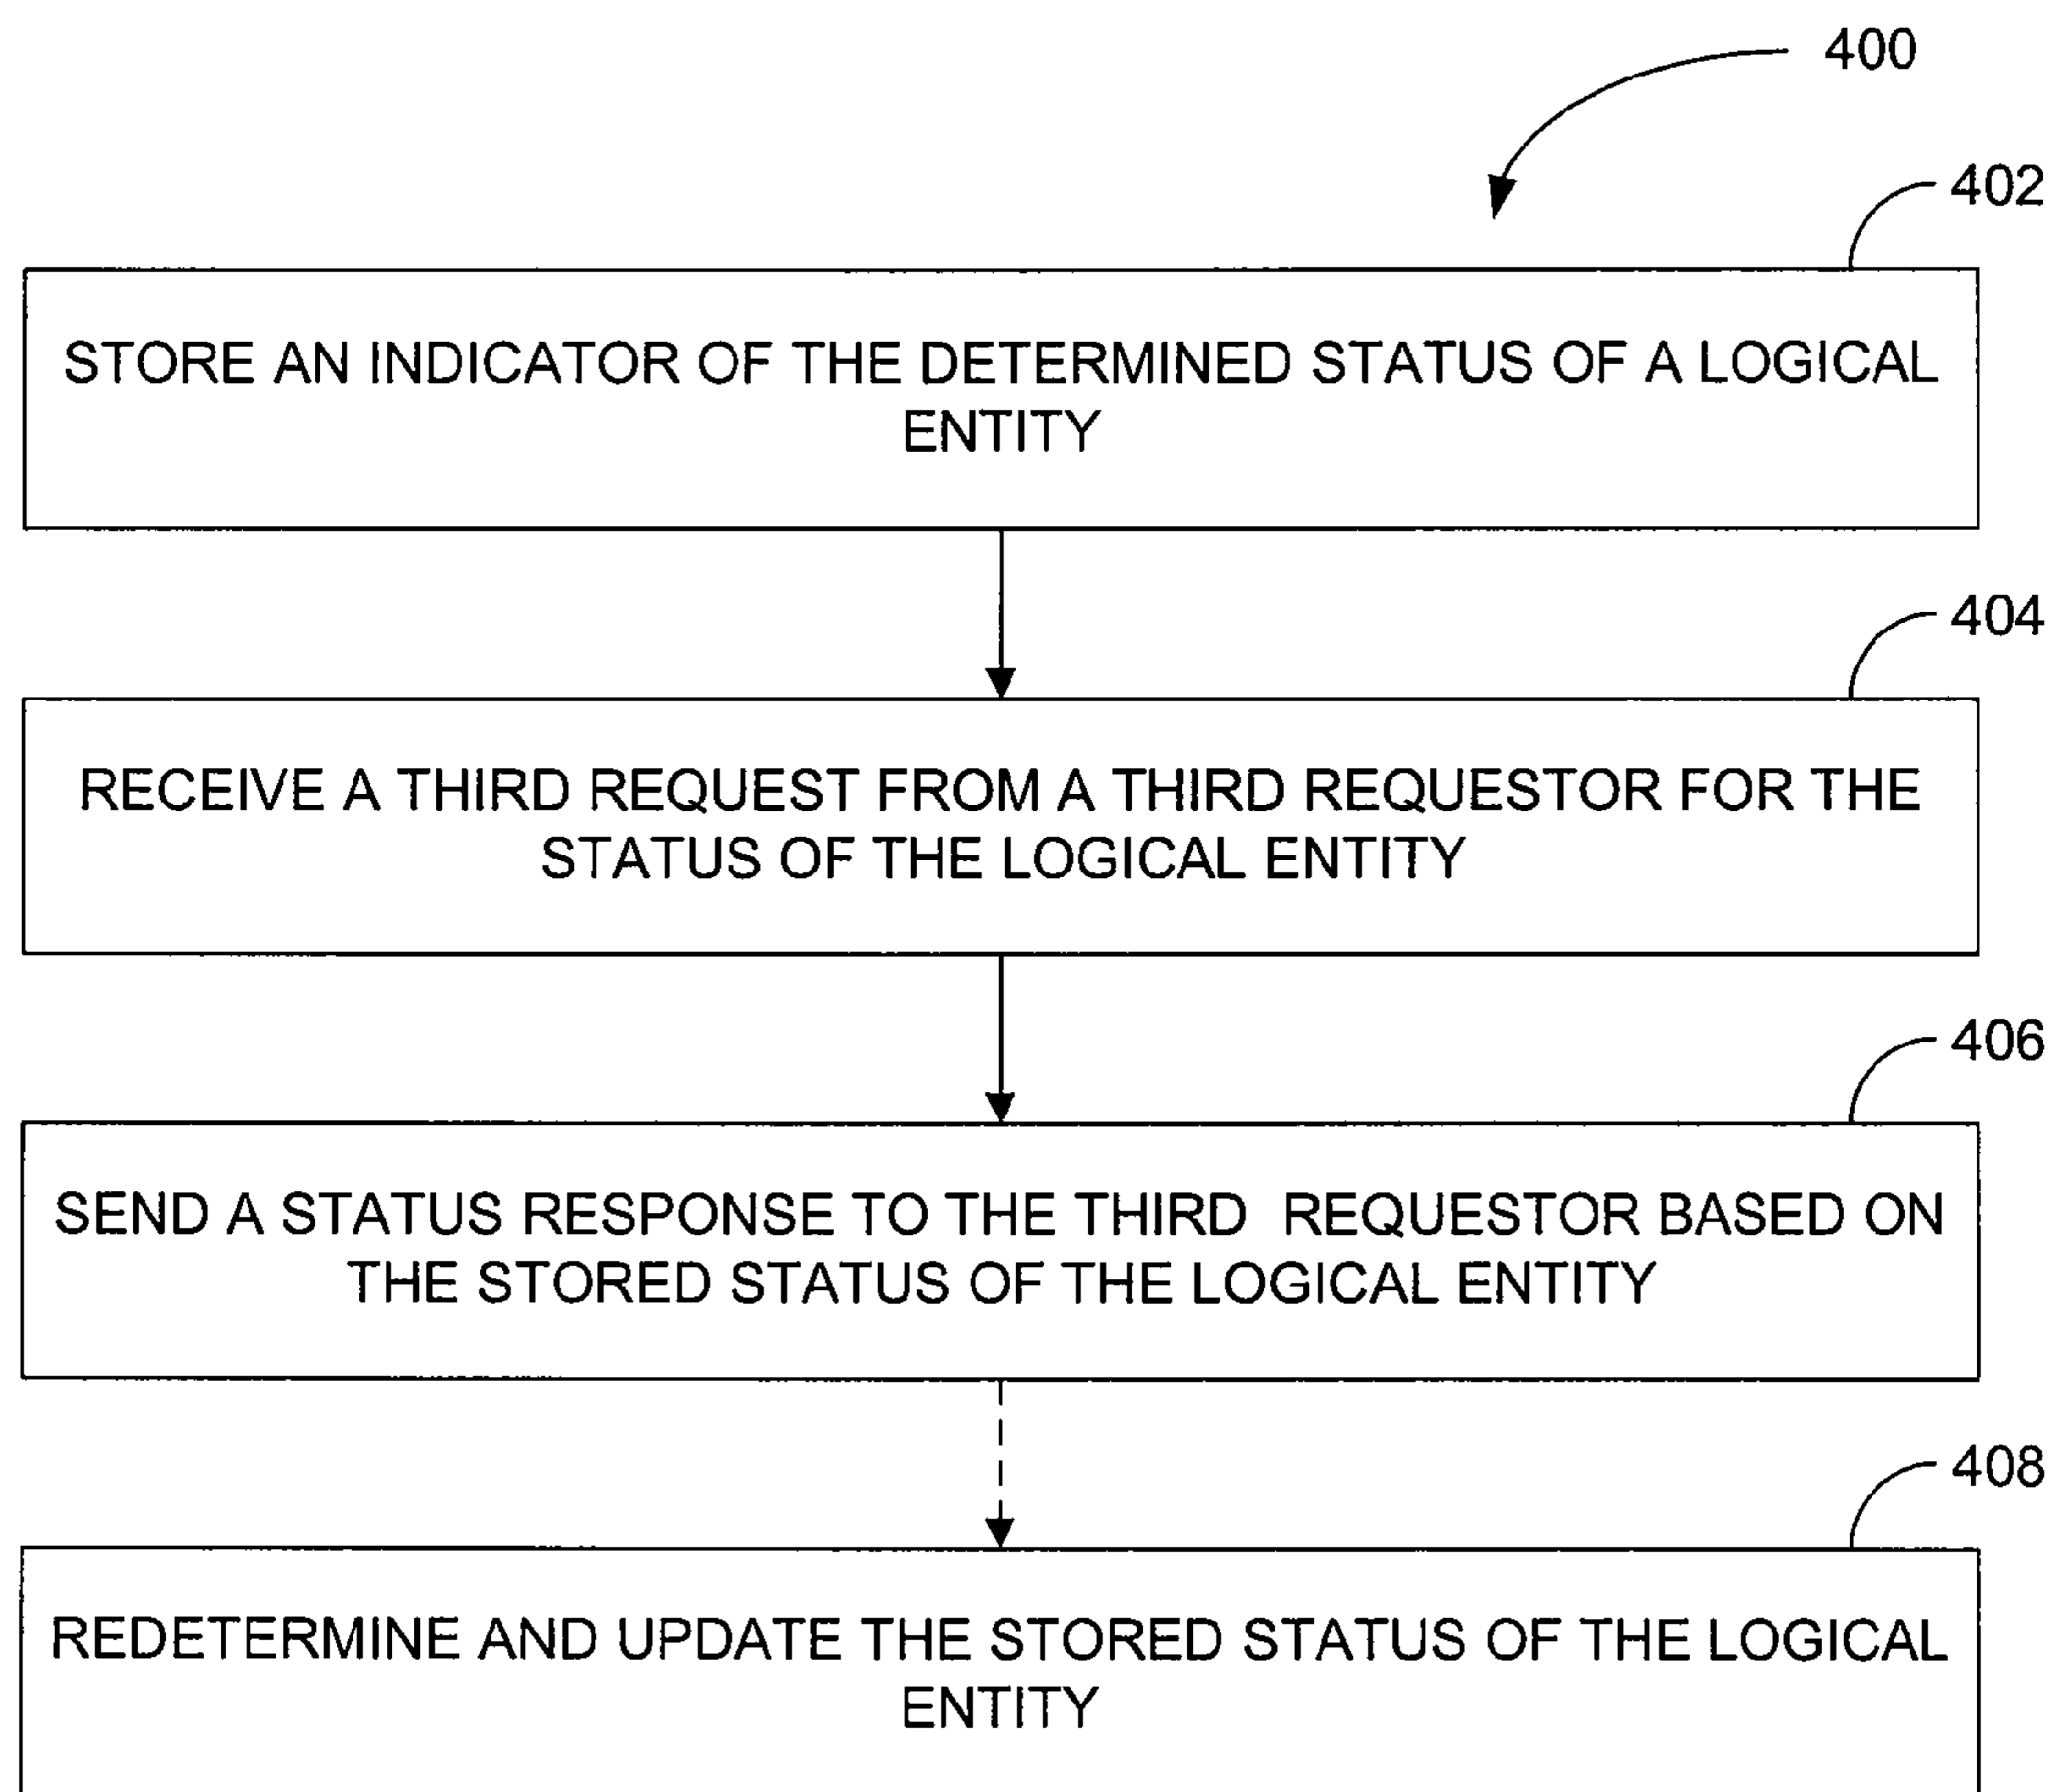 400
402
STORE AN INDICATOR OF THE DETERMINED STATUS OF A LOGICAL
ENTITY
404
RECEIVE A THIRD REQUEST FROM A THIRD REQUESTOR FOR THE
STATUS OF THE LOGICAL ENTITY
406
SEND A STATUS RESPONSE TO THE THIRD REQUESTOR BASED ON
THE STORED STATUS OF THE LOGICAL ENTITY
408
REDETERMINE AND UPDATE THE STORED STATUS OF THE LOGICAL
ENTITY